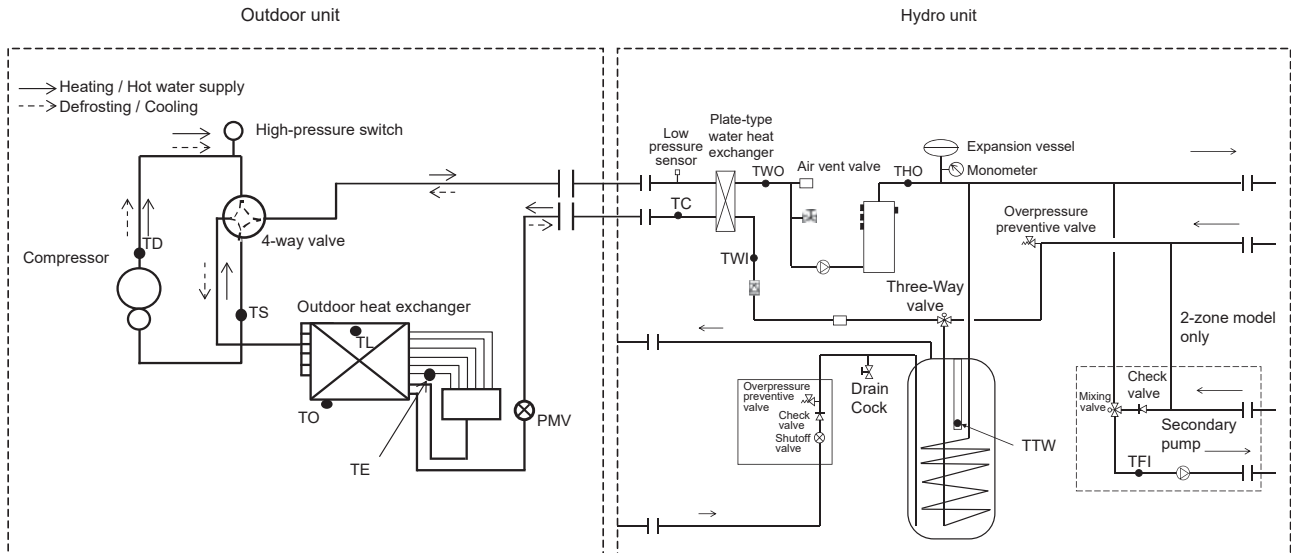 Outdoor unit
Hydro unit
Heating / Hot water supply
Defrosting / Cooling
High-pressure switch
4-way valve
TD
Compressor
TS
Outdoor heat exchanger
TL
TO
TE
PMV
Low
pressure
sensor
Plate-type
water heat
exchanger
TWO
Air vent valve
THO
Expansion vessel
Monometer
TC
TWI
Overpressure
preventive valve
Three-Way
valve
2-zone model
only
Drain
Cock
Overpressure
preventive
valve
Check
valve
Shutoff
valve
TTW
Mixing
valve
Check
valve
Secondary
pump
TFI